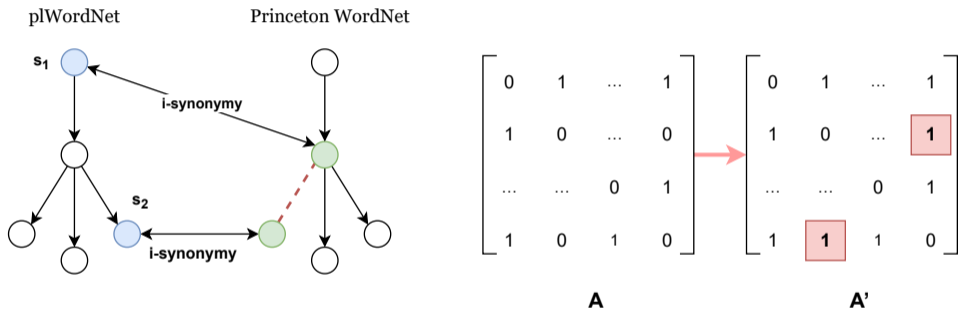 plWordNet
Princeton WordNet
s1
i-synonymy
s2
i-synonymy
0 1 ... 1
1 0 ... 0
... ... 0 1
1 0 1 0
A
0 1 ... 1
1 0 ... 1
... ... 0 1
1 1 1 0
A'